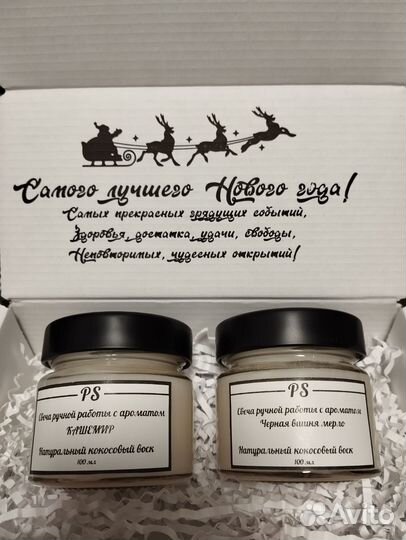 Самого лучшего Нового года!
Самых прекрасных грядущих событий,
Здоровья, достатка, удачи, свободы,
Неповторимых, чудесных открытий!
PS
Свеча ручной работы с ароматом
КАШЕМИР
Натуральный кокосовый воск
100 мл
PS
Свеча ручной работы с ароматом
Черная вишня мерло
Натуральный кокосовый воск
100 мл
Avito